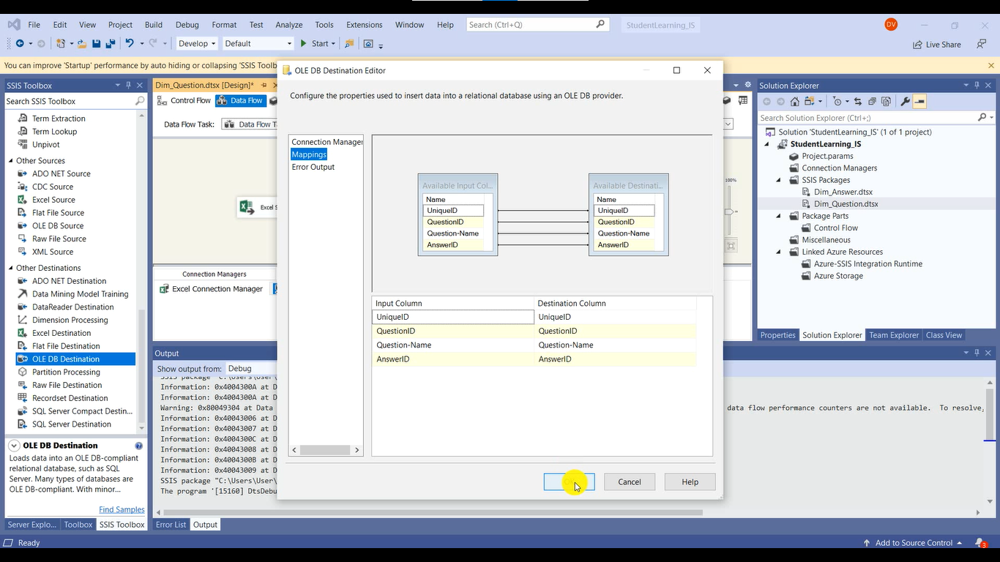 File Edit View Project Build Debug Format Test Analyze Tools Extensions Window Help Search (Ctrl+Q) StudentLearning_IS DV
Develop Default Start Live Share
You can improve 'Startup' performance by auto hiding or collapsing 'SSIS Toolb
SSIS Toolbox
Search SSIS Toolbox
Term Extraction
Term Lookup
Unpivot
Other Sources
ADO NET Source
CDC Source
Excel Source
Flat File Source
OLE DB Source
Raw File Source
XML Source
Other Destinations
ADO NET Destination
Data Mining Model Training
DataReader Destination
Dimension Processing
Excel Destination
Flat File Destination
OLE DB Destination
Partition Processing
Raw File Destination
Recordset Destination
SQL Server Compact Destin...
SQL Server Destination
OLE DB Destination
Loads data into an OLE DB-compliant
relational database, such as SQL
Server. Many types of databases are
OLE DB-compliant. With minor...
Find Samples
Server Explo... Toolbox SSIS Toolbox
Dim_Question.dtsx [Design]*
Control Flow Data Flow
Data Flow Task: Data Flow T
Excel S
100%
Connection Managers
Excel Connection Manager
OLE DB Destination Editor
Configure the properties used to insert data into a relational database using an OLE DB provider.
Connection Manager
Mappings
Error Output
Available Input Col...
Name
UniqueID
QuestionID
Question-Name
AnswerID
Available Destinati...
Name
UniqueID
QuestionID
Question-Name
AnswerID
Input Column Destination Column
UniqueID UniqueID
QuestionID QuestionID
Question-Name Question-Name
AnswerID AnswerID
Cancel Help
Output
Show output from: Debug
SSIS package "C:\Users\User\
Information: 0x4004300A at D
Information: 0x4004300A at D
Warning: 0x80049304 at Data data flow performance counters are not available. To resolve,
Information: 0x40043006 at D
Information: 0x40043007 at D
Information: 0x4004300C at D
Information: 0x40043008 at D
Information: 0x4004300B at D
Information: 0x40043009 at D
SSIS package "C:\Users\User\
The program '[15160] DtsDebu
Error List Output
Solution Explorer
Search Solution Explorer (Ctrl+;)
Solution 'StudentLearning_IS' (1 of 1 project)
StudentLearning_IS
Project.params
Connection Managers
SSIS Packages
Dim_Answer.dtsx
Dim_Question.dtsx
Package Parts
Control Flow
Miscellaneous
Linked Azure Resources
Azure-SSIS Integration Runtime
Azure Storage
Properties Solution Explorer Team Explorer Class View
Ready Add to Source Control 3